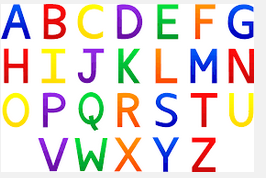 ABCDEFG
HIJKLMN
OPQRSTU
VWXYZ